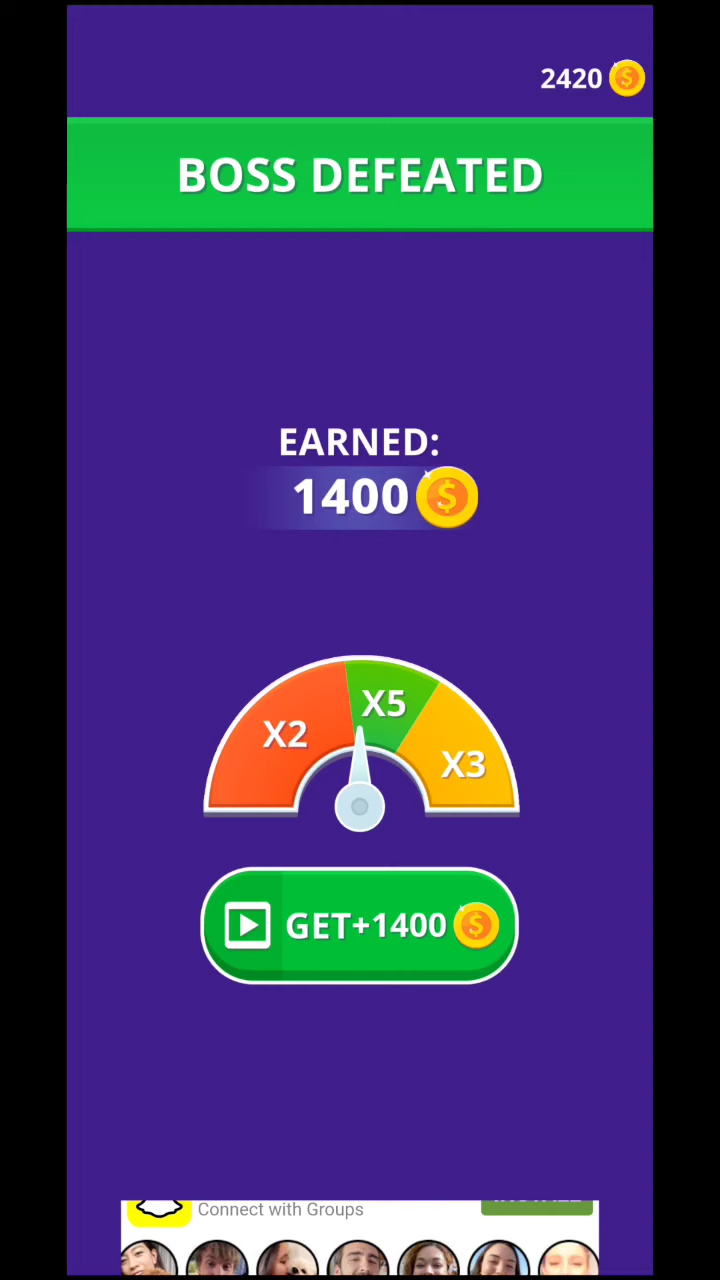 2420
BOSS DEFEATED
EARNED:
1400
X2
X5
X3
GET+1400
Connect with Groups